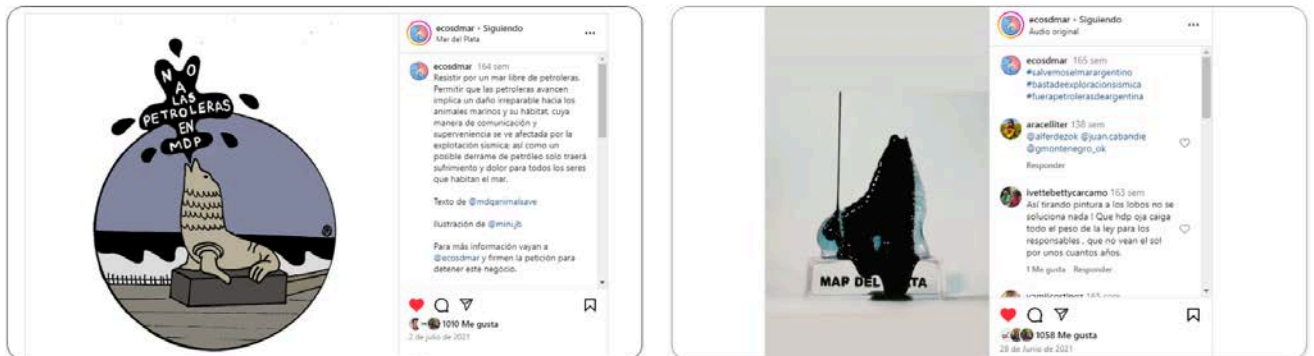 NO
A
LAS
PETROLERAS
EN
MDP
ecosdmar • Siguiendo
Mar del Plata
ecosdmar 164 sem
Resistir por un mar libre de petroleras.
Permitir que las petroleras avancen
implica un daño irreparable hacia los
animales marinos y su hábitat, cuya
manera de comunicación y
superveniencia se ve afectada por la
explotación sísmica; así como un
posible derrame de petróleo solo traerá
sufrimiento y dolor para todos los seres
que habitan el mar.
Texto de @mdqanimalsave
Ilustración de @minijb
Para más información vayan a
@ecosdmar y firmen la petición para
detener este negocio.
1010 Me gusta
2 de julio de 2021
MAR DEL PLATA
ecosdmar • Siguiendo
Audio original
ecosdmar 165 sem
#salvemoselmarargentino
#bastadeexploracionsismica
#fuerapetrolerasdeargentina
aracelliter 138 sem
@alferdezok @juan.cabandie
@gmontenegro_ok
Responder
ivettebettycarcamo 163 sem
Así tirando pintura a los lobos no se
soluciona nada ! Que hdp oja caiga
todo el peso de la ley para los
responsables . que no vean el sol
por unos cuantos años.
1 Me gusta Responder
1058 Me gusta
28 de Junio de 2021